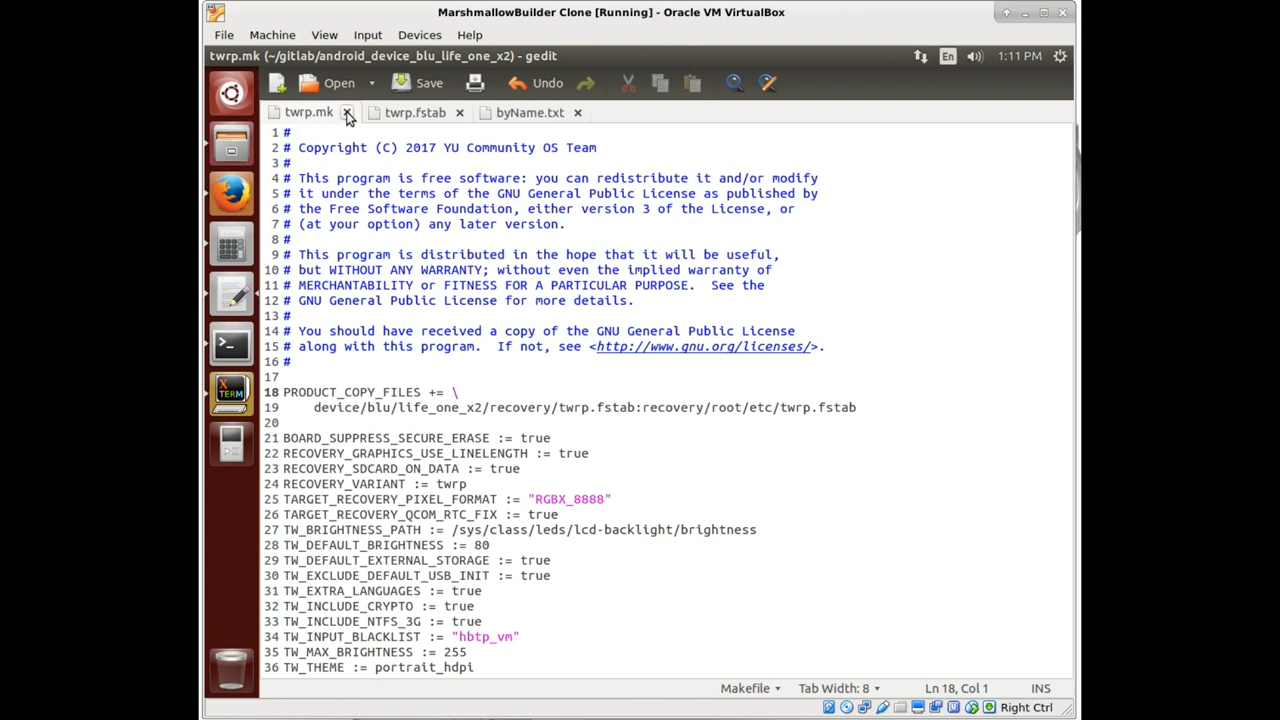 MarshmallowBuilder Clone [Running] - Oracle VM VirtualBox
File Machine View Input Devices Help
twrp.mk (~/gitlab/android_device_blu_life_one_x2) - gedit
En 1:11 PM
Open Save Undo
twrp.mk twrp.fstab byName.txt
1 #
2 # Copyright (C) 2017 YU Community OS Team
3 #
4 # This program is free software: you can redistribute it and/or modify
5 # it under the terms of the GNU General Public License as published by
6 # the Free Software Foundation, either version 3 of the License, or
7 # (at your option) any later version.
8 #
9 # This program is distributed in the hope that it will be useful,
10 # but WITHOUT ANY WARRANTY; without even the implied warranty of
11 # MERCHANTABILITY or FITNESS FOR A PARTICULAR PURPOSE.  See the
12 # GNU General Public License for more details.
13 #
14 # You should have received a copy of the GNU General Public License
15 # along with this program.  If not, see <http://www.gnu.org/licenses/>.
16 #
17
18 PRODUCT_COPY_FILES += \
19     device/blu/life_one_x2/recovery/twrp.fstab:recovery/root/etc/twrp.fstab
20
21 BOARD_SUPPRESS_SECURE_ERASE := true
22 RECOVERY_GRAPHICS_USE_LINELENGTH := true
23 RECOVERY_SDCARD_ON_DATA := true
24 RECOVERY_VARIANT := twrp
25 TARGET_RECOVERY_PIXEL_FORMAT := "RGBX_8888"
26 TARGET_RECOVERY_QCOM_RTC_FIX := true
27 TW_BRIGHTNESS_PATH := /sys/class/leds/lcd-backlight/brightness
28 TW_DEFAULT_BRIGHTNESS := 80
29 TW_DEFAULT_EXTERNAL_STORAGE := true
30 TW_EXCLUDE_DEFAULT_USB_INIT := true
31 TW_EXTRA_LANGUAGES := true
32 TW_INCLUDE_CRYPTO := true
33 TW_INCLUDE_NTFS_3G := true
34 TW_INPUT_BLACKLIST := "hbtp_vm"
35 TW_MAX_BRIGHTNESS := 255
36 TW_THEME := portrait_hdpi
Makefile Tab Width: 8 Ln 18, Col 1 INS
Right Ctrl
X TERM